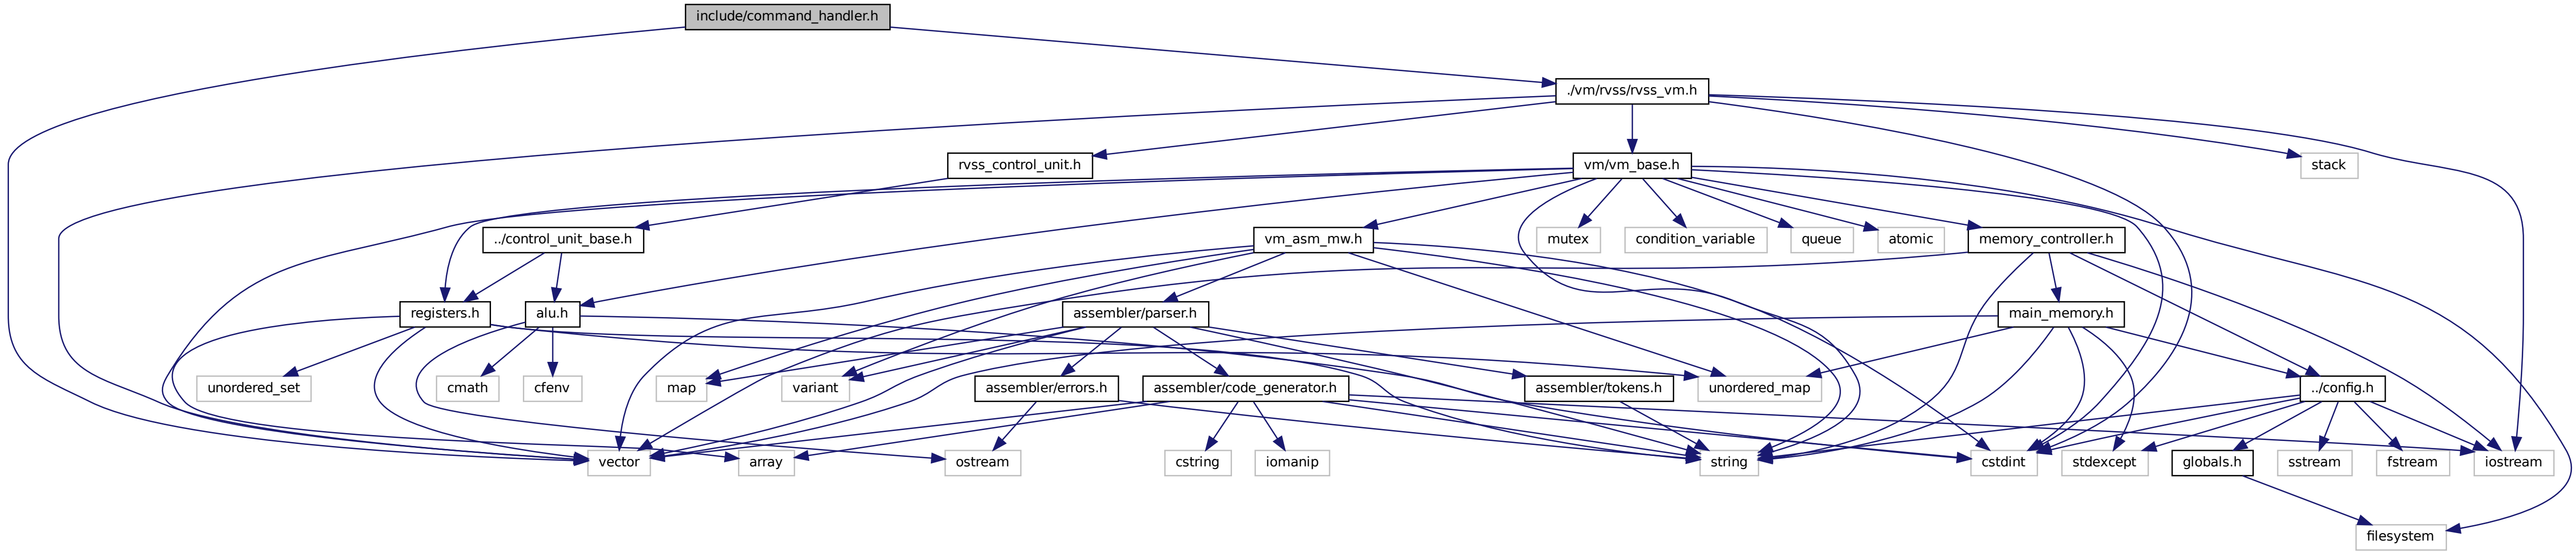 include/command_handler.h
./vm/rvss/rvss_vm.h
rvss_control_unit.h
vm/vm_base.h
stack
../control_unit_base.h
vm_asm_mw.h
mutex
condition_variable
queue
atomic
memory_controller.h
registers.h
alu.h
assembler/parser.h
main_memory.h
unordered_set
cmath
cfenv
map
variant
assembler/errors.h
assembler/code_generator.h
assembler/tokens.h
unordered_map
../config.h
vector
array
ostream
cstring
iomanip
string
cstdint
stdexcept
globals.h
sstream
fstream
iostream
filesystem